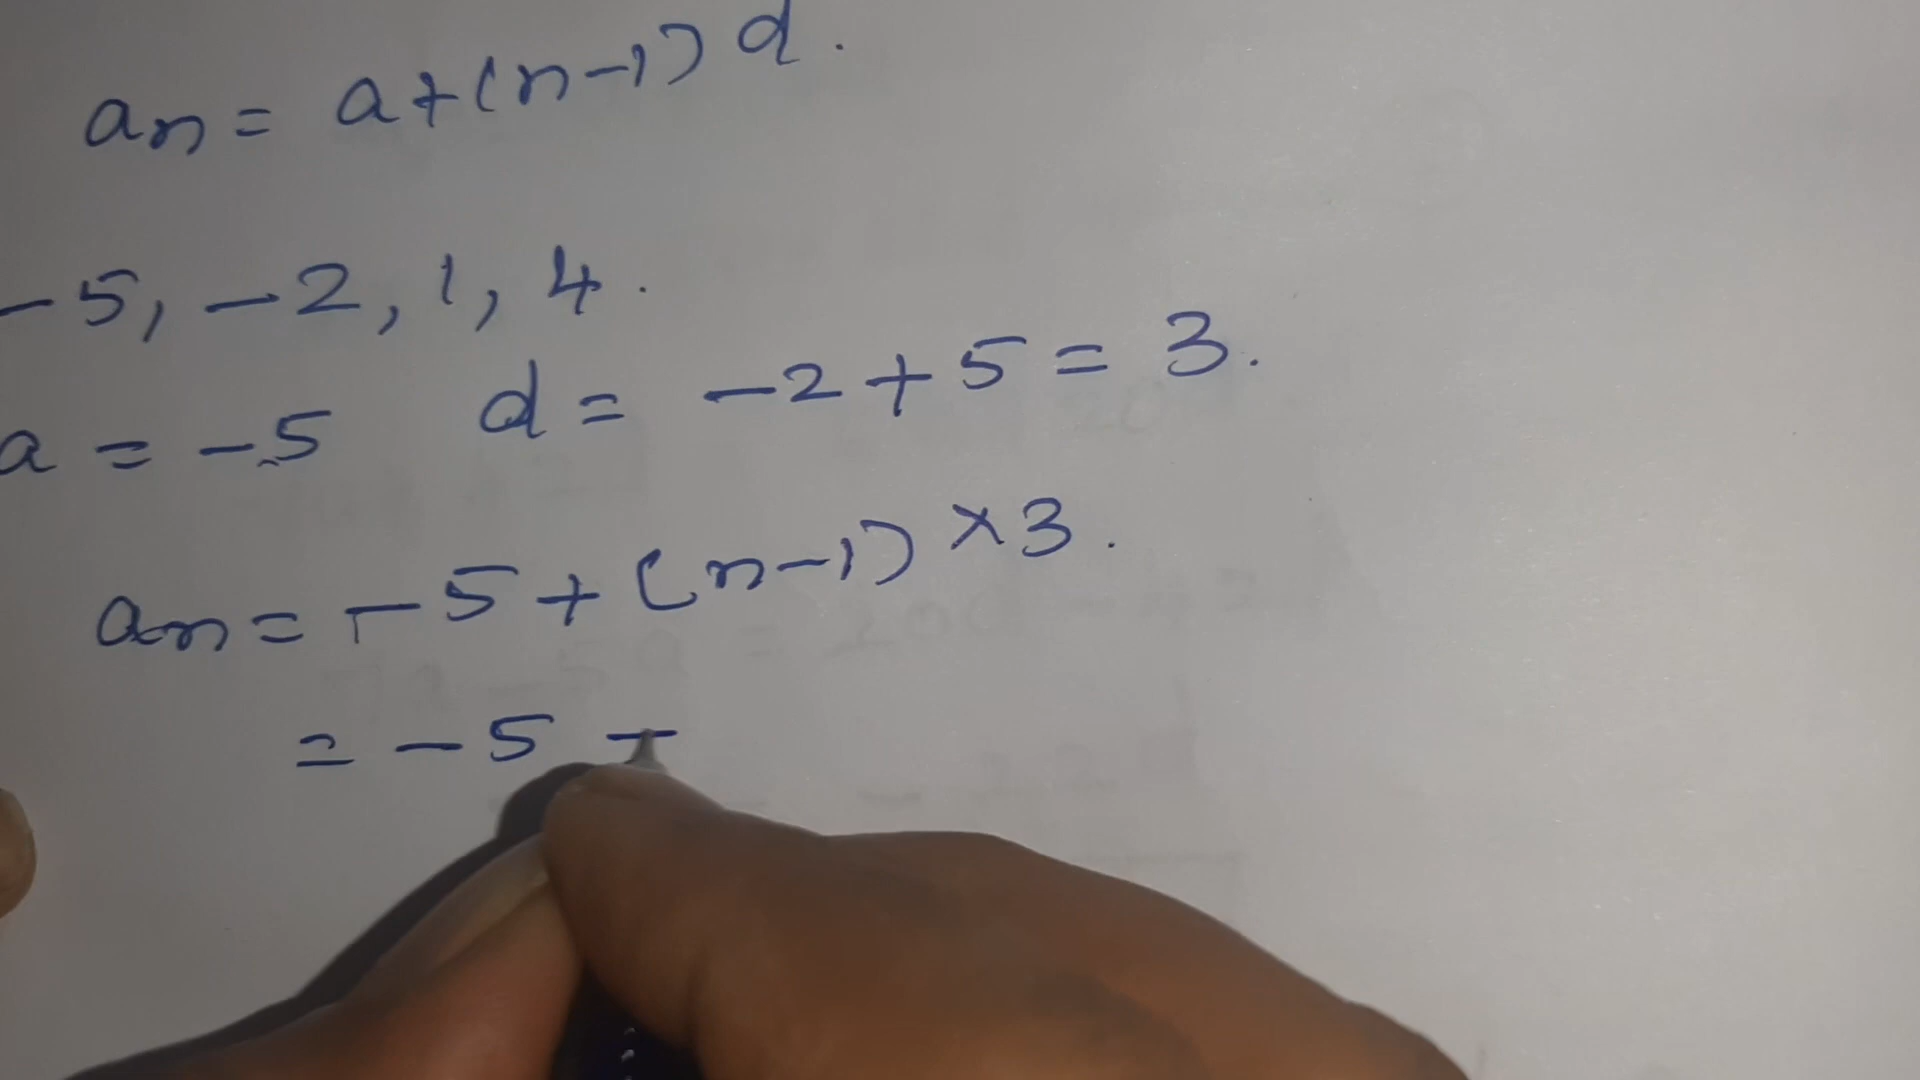 an = a+(n-1) d.
-5, -2, 1, 4.
a = -5 d = -2+5 = 3.
an = -5+(n-1)×3.
= -5 +